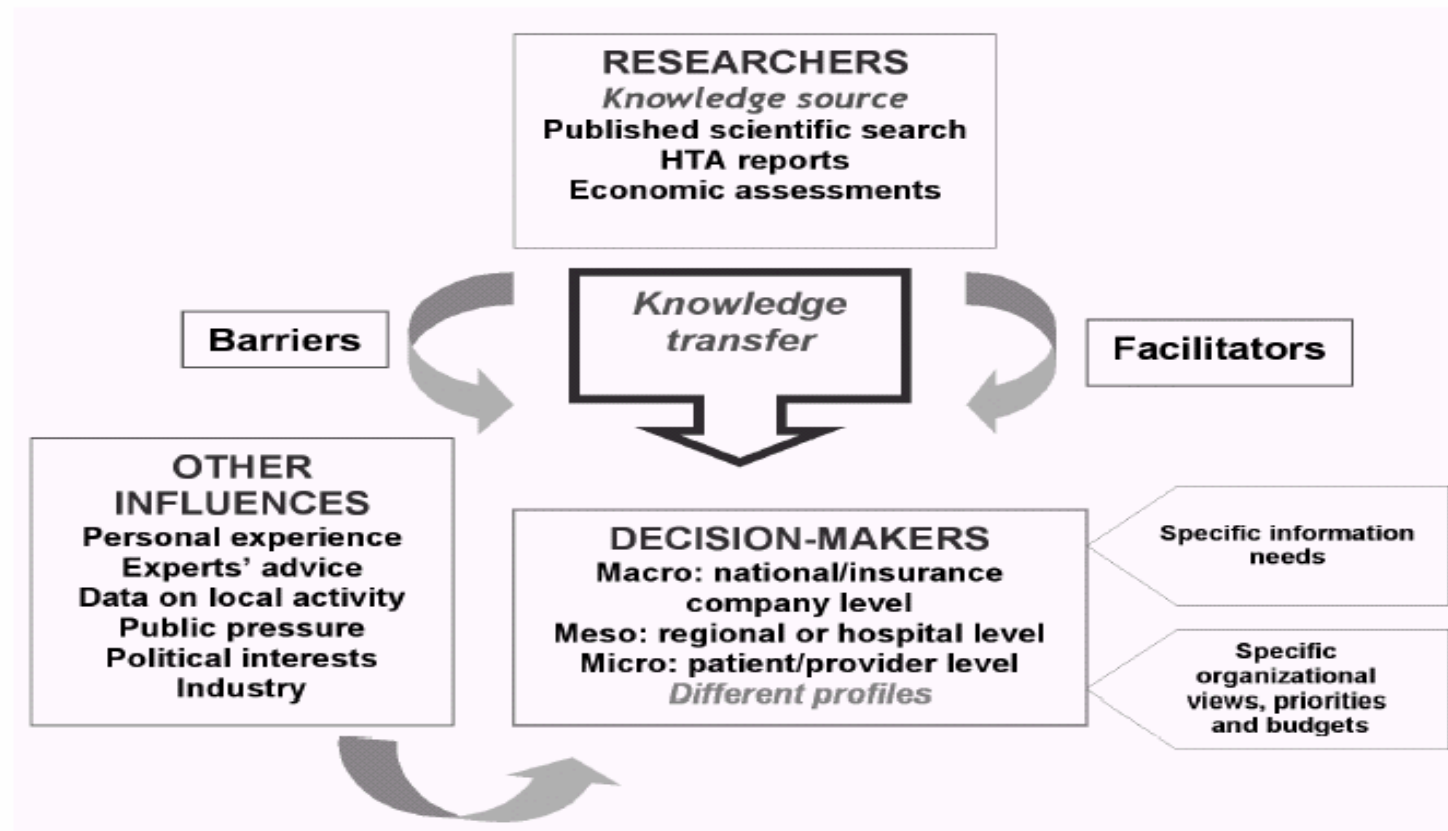 RESEARCHERS
Knowledge source
Published scientific search
HTA reports
Economic assessments
Knowledge
transfer
Barriers
Facilitators
OTHER
INFLUENCES
Personal experience
Experts’ advice
Data on local activity
Public pressure
Political interests
Industry
DECISION-MAKERS
Macro: national/insurance
company level
Meso: regional or hospital level
Micro: patient/provider level
Different profiles
Specific information
needs
Specific
organizational
views, priorities
and budgets